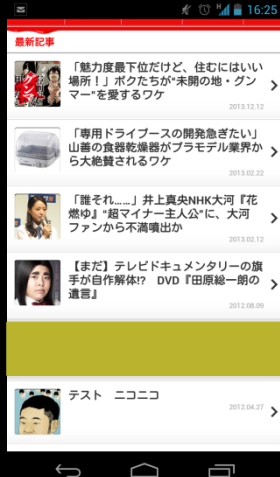 16:25
最新記事
「魅力度最下位だけど、住むにはいい
場所！」ボクたちが“未開の地・グン
マー”を愛するワケ
2013.12.12
「専用ドライブースの開発急ぎたい」
山善の食器乾燥器がプラモデル業界か
ら大絶賛されるワケ
2013.02.22
「誰それ……」井上真央NHK大河『花
燃ゆ』“超マイナー主人公”に、大河
ファンから不満噴出か
2013.02.12
【まだ】テレビドキュメンタリーの旗
手が自作解体!?　DVD『田原総一朗の
遺言』
2012.08.09
テスト　ニコニコ
2012.04.27